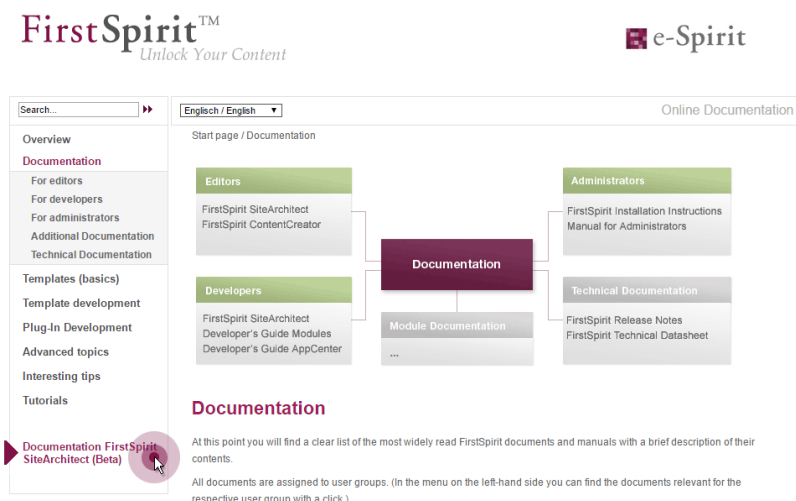 FirstSpirit™
Unlock Your Content
e-Spirit
Search...
Englisch / English
Online Documentation
Overview
Documentation
For editors
For developers
For administrators
Additional Documentation
Technical Documentation
Templates (basics)
Template development
Plug-In Development
Advanced topics
Interesting tips
Tutorials
Documentation FirstSpirit
SiteArchitect (Beta)
Start page / Documentation
Editors
FirstSpirit SiteArchitect
FirstSpirit ContentCreator
Administrators
FirstSpirit Installation Instructions
Manual for Administrators
Documentation
Developers
FirstSpirit SiteArchitect
Developer's Guide Modules
Developer's Guide AppCenter
Module Documentation
...
Technical Documentation
FirstSpirit Release Notes
FirstSpirit Technical Datasheet
Documentation
At this point you will find a clear list of the most widely read FirstSpirit documents and manuals with a brief description of their
contents.
All documents are assigned to user groups. (In the menu on the left-hand side you can find the documents relevant for the
respective user group with a click.)